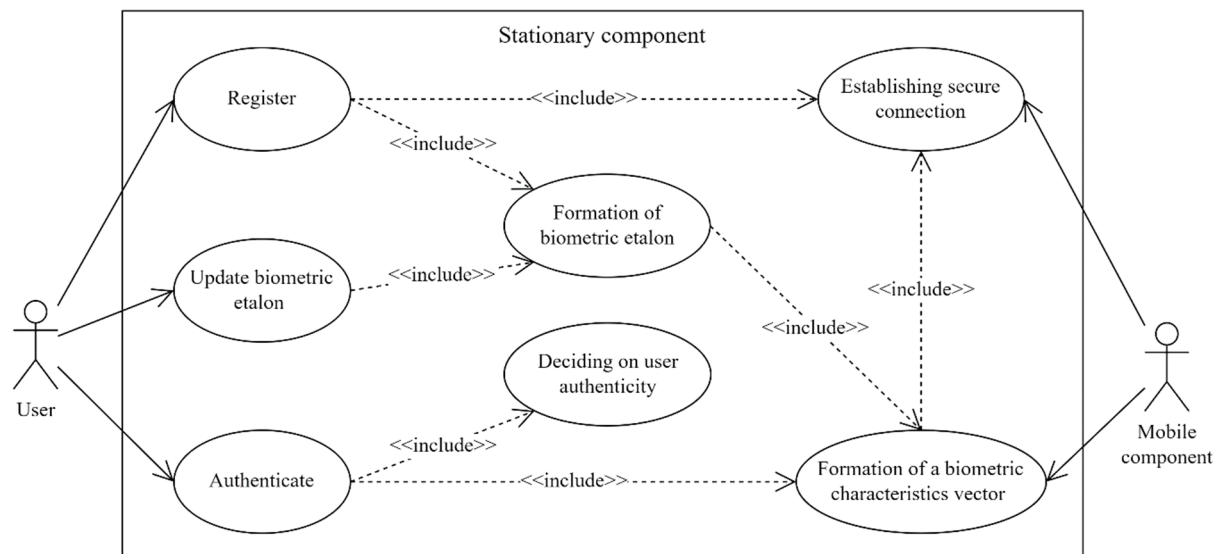 Stationary component
Register
<<include>>
Establishing secure
connection
<<include>>
Formation of
biometric etalon
Update biometric
etalon
<<include>>
<<include>>
<<include>>
User
Deciding on user
authenticity
Mobile
component
<<include>>
Authenticate
<<include>>
Formation of a biometric
characteristics vector